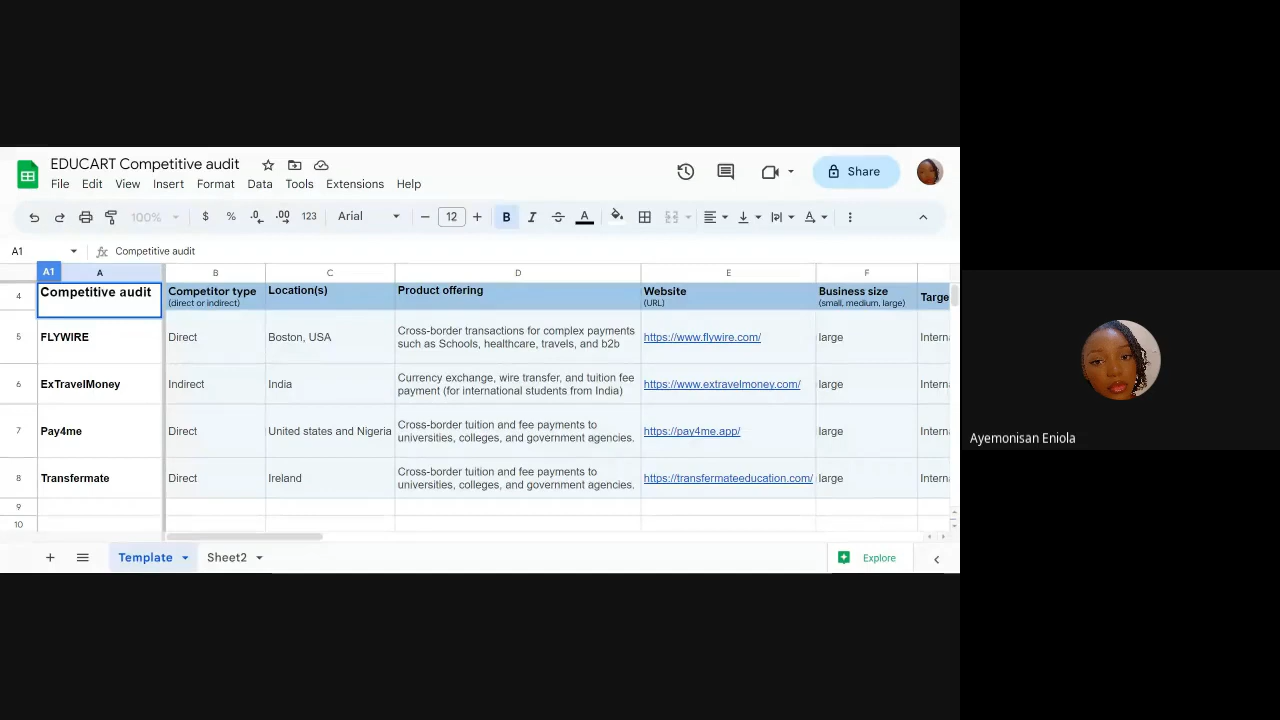 EDUCART Competitive audit
File Edit View Insert Format Data Tools Extensions Help
Share
100% $ % .0 .00 123 Arial 12 B I A
A1 fx Competitive audit
A1 A B C D E F
4 Competitive audit Competitor type (direct or indirect) Location(s) Product offering Website (URL) Business size (small, medium, large) Targe
5 FLYWIRE Direct Boston, USA Cross-border transactions for complex payments such as Schools, healthcare, travels, and b2b https://www.flywire.com/ large Intern
6 ExTravelMoney Indirect India Currency exchange, wire transfer, and tuition fee payment (for international students from India) https://www.extravelmoney.com/ large Intern
7 Pay4me Direct United states and Nigeria Cross-border tuition and fee payments to universities, colleges, and government agencies. https://pay4me.app/ large Intern
8 Transfermate Direct Ireland Cross-border tuition and fee payments to universities, colleges, and government agencies. https://transfermateeducation.com/ large Intern
9
10
Template Sheet2 Explore
Ayemonisan Eniola